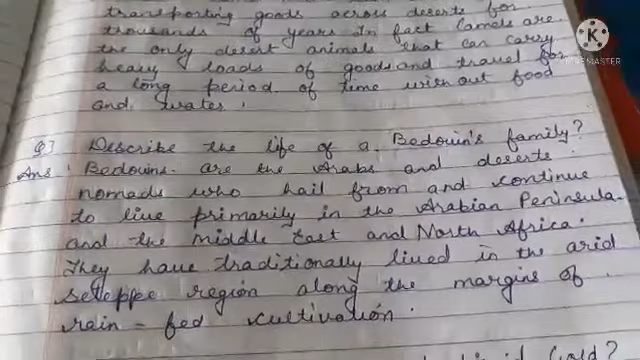 transporting goods across deserts for
thousands of years In fact Camels are
the only desert animals that can carry
heavy loads of goods and travel for
a long period of time without food
and water.
Q3 Describe the life of a Bedouin's family?
Ans: Bedouins are the Arabs and deserts
nomads who hail from and continue
to live primarily in the Arabian Peninsula
and the middle East and North Africa.
They have traditionally lived in the arid
steteppe region along the margins of
rain-fed cultivation.
Gold?